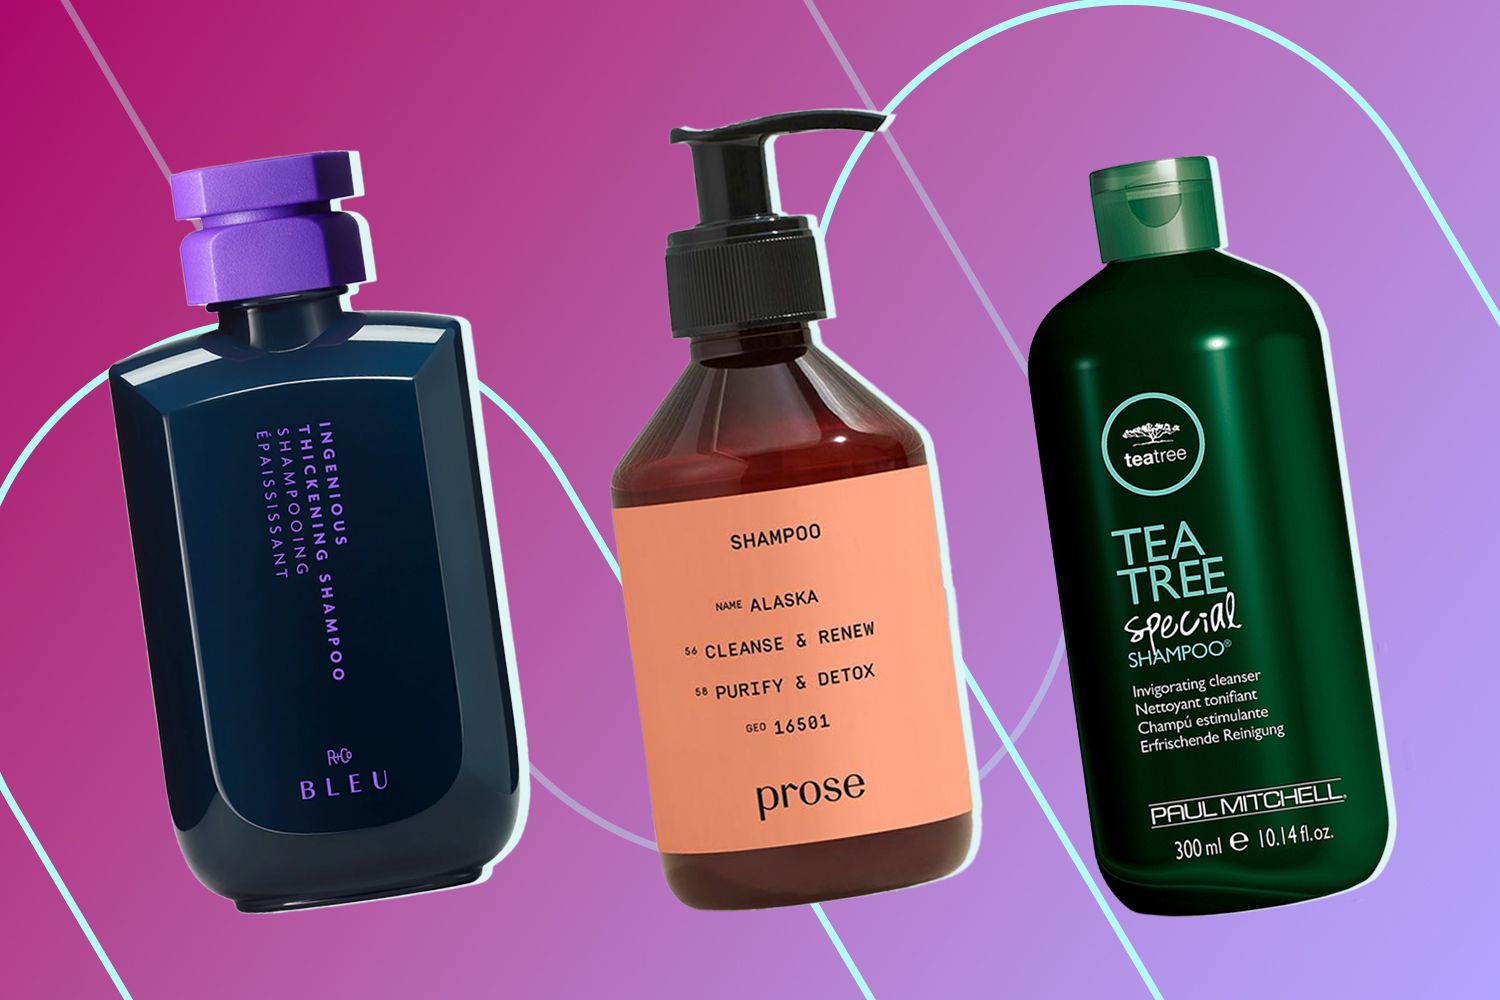 INGENIOUS
THICKENING SHAMPOO
SHAMPOOING
ÉPAISSISSANT
R+Co
BLEU
SHAMPOO
NAME ALASKA
56 CLEANSE & RENEW
58 PURIFY & DETOX
GEO 16501
prose
teatree
TEA
TREE
special
SHAMPOO®
Invigorating cleanser
Nettoyant tonifiant
Champú estimulante
Erfrischende Reinigung
PAUL MITCHELL®
300 ml e 10.14 fl.oz.